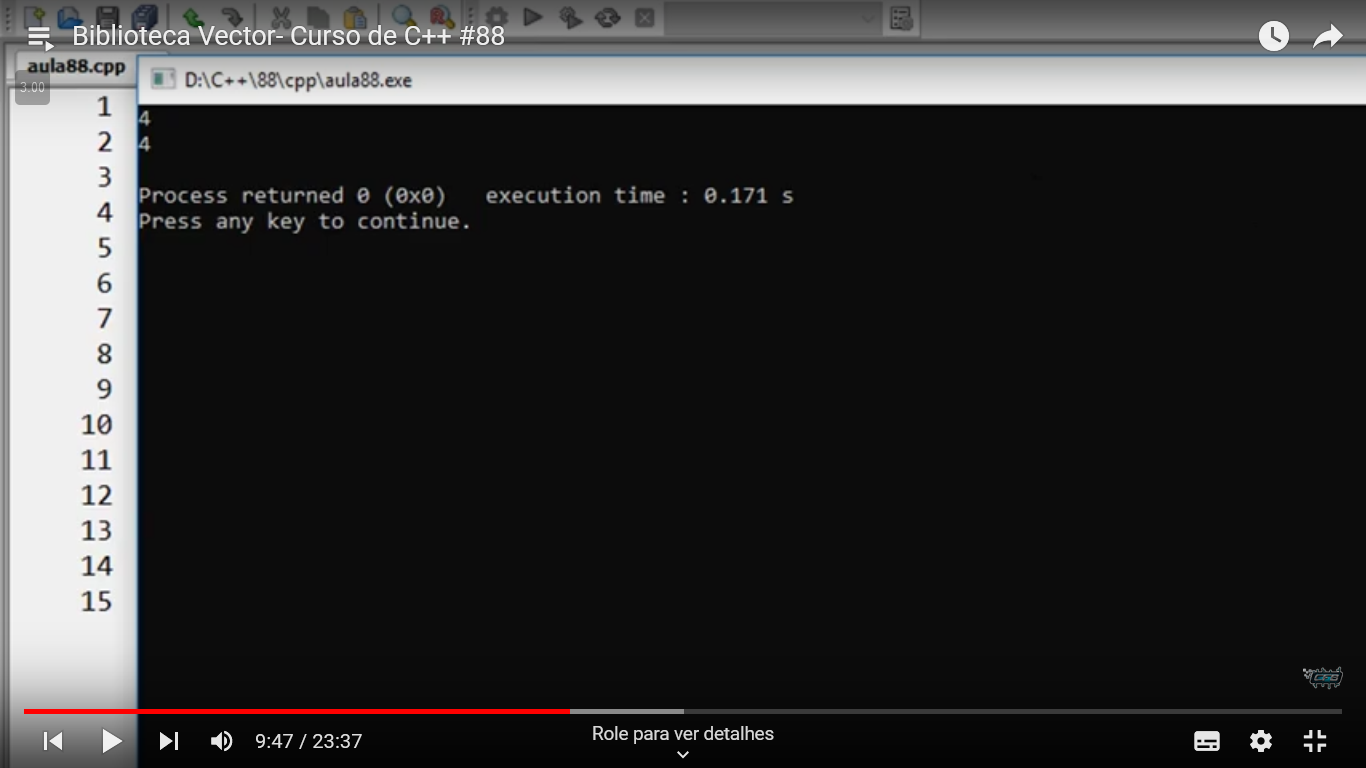 Biblioteca Vector- Curso de C++ #88
aula88.cpp
D:\C++\88\cpp\aula88.exe
3.00
1
2
3
4
5
6
7
8
9
10
11
12
13
14
15
4
4
Process returned 0 (0x0)   execution time : 0.171 s
Press any key to continue.
9:47 / 23:37
Role para ver detalhes